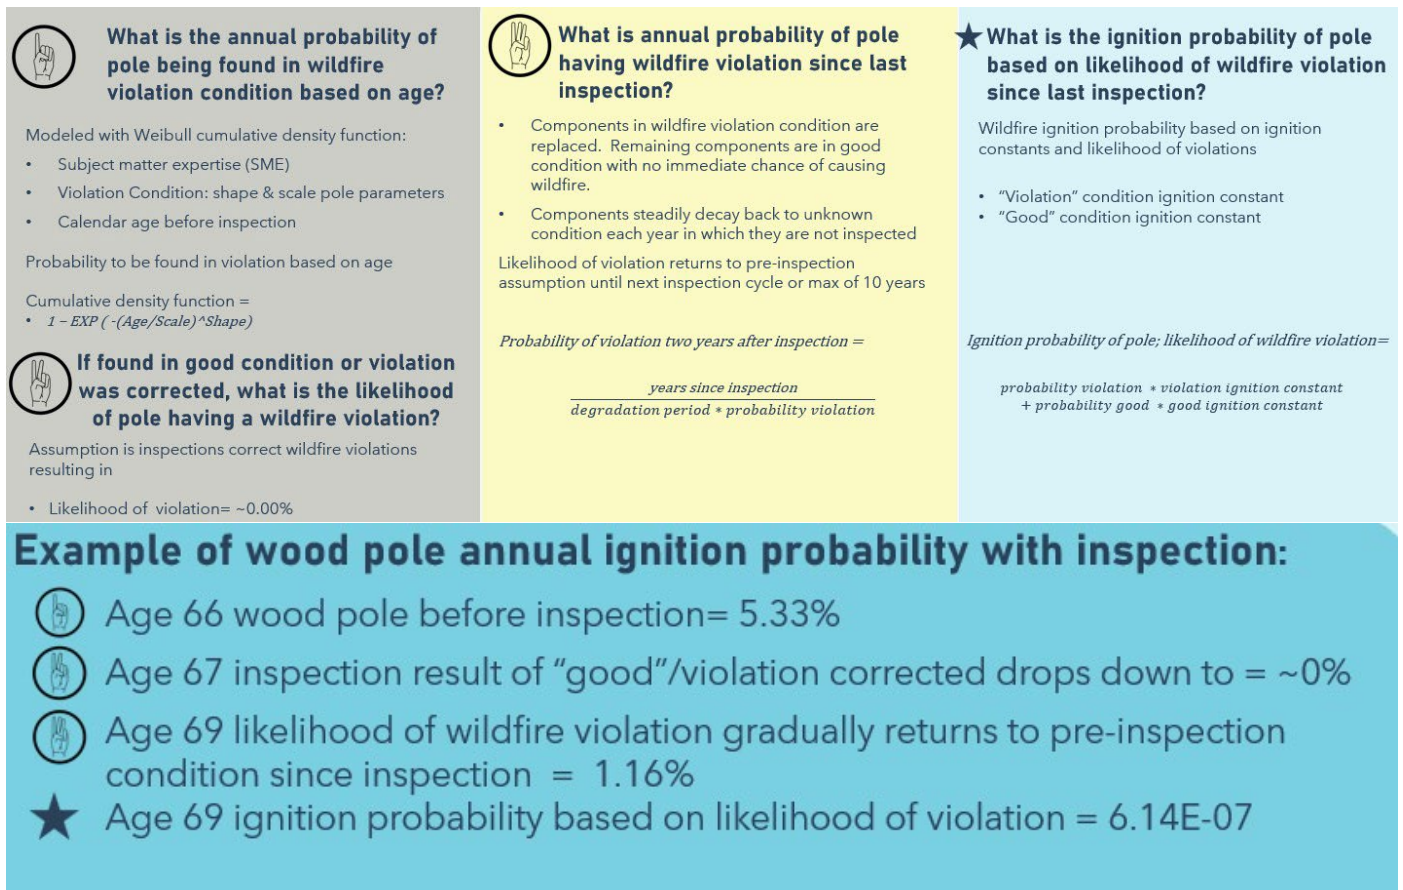 What is the annual probability of
pole being found in wildfire
violation condition based on age?
Modeled with Weibull cumulative density function:
• Subject matter expertise (SME)
• Violation Condition: shape & scale pole parameters
• Calendar age before inspection
Probability to be found in violation based on age
Cumulative density function =
• 1 – EXP ( -(Age/Scale)^Shape)
If found in good condition or violation
was corrected, what is the likelihood
of pole having a wildfire violation?
Assumption is inspections correct wildfire violations
resulting in
• Likelihood of violation= ~0.00%
What is annual probability of pole
having wildfire violation since last
inspection?
• Components in wildfire violation condition are
replaced. Remaining components are in good
condition with no immediate chance of causing
wildfire.
• Components steadily decay back to unknown
condition each year in which they are not inspected
Likelihood of violation returns to pre-inspection
assumption until next inspection cycle or max of 10 years
Probability of violation two years after inspection =
years since inspection
degradation period * probability violation
What is the ignition probability of pole
based on likelihood of wildfire violation
since last inspection?
Wildfire ignition probability based on ignition
constants and likelihood of violations
• “Violation” condition ignition constant
• “Good” condition ignition constant
Ignition probability of pole; likelihood of wildfire violation=
probability violation * violation ignition constant
+ probability good * good ignition constant
Example of wood pole annual ignition probability with inspection:
Age 66 wood pole before inspection= 5.33%
Age 67 inspection result of “good”/violation corrected drops down to = ~0%
Age 69 likelihood of wildfire violation gradually returns to pre-inspection
condition since inspection = 1.16%
Age 69 ignition probability based on likelihood of violation = 6.14E-07